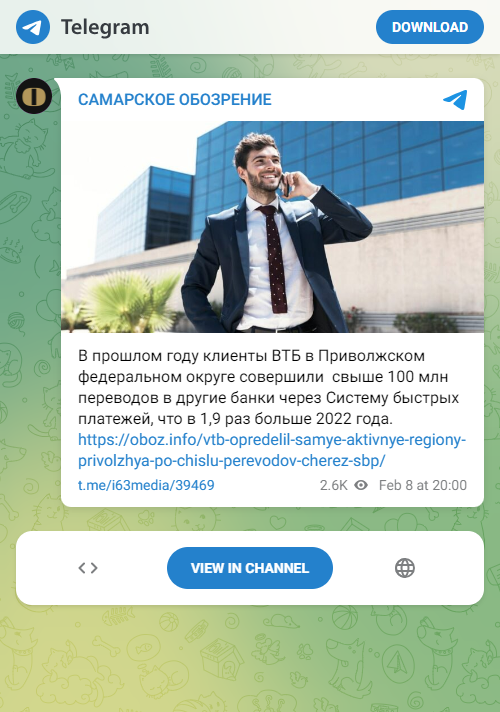 Telegram
DOWNLOAD
САМАРСКОЕ ОБОЗРЕНИЕ
В прошлом году клиенты ВТБ в Приволжском
федеральном округе совершили  свыше 100 млн
переводов в другие банки через Систему быстрых
платежей, что в 1,9 раз больше 2022 года.
https://oboz.info/vtb-opredelil-samye-aktivnye-regiony-
privolzhya-po-chislu-perevodov-cherez-sbp/
t.me/i63media/39469 2.6K Feb 8 at 20:00
VIEW IN CHANNEL